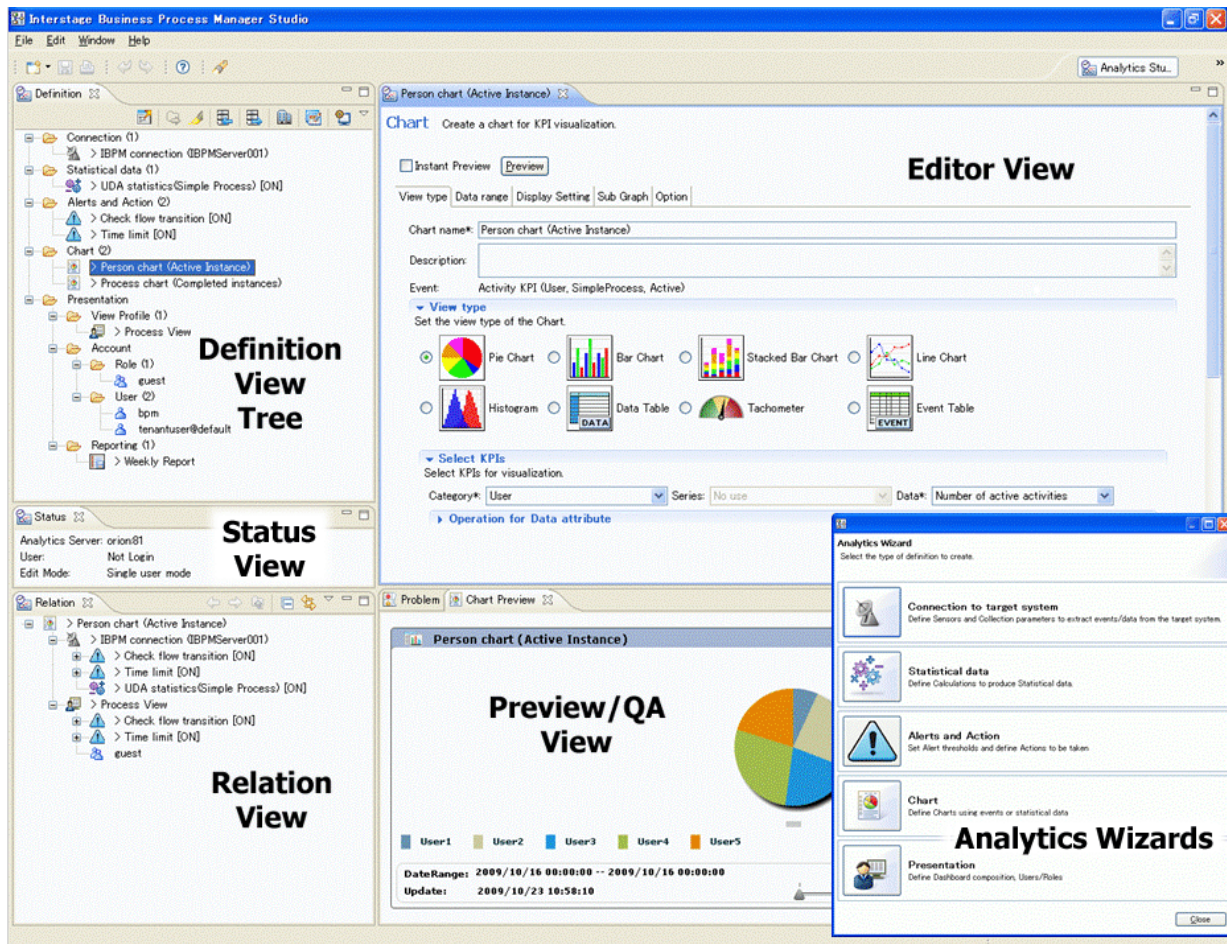 Interstage Business Process Manager Studio
File Edit Window Help
Analytics Stu...
Definition
Connection (1)
> IBPM connection (IBPMServer001)
Statistical data (1)
> UDA statistics(Simple Process) [ON]
Alerts and Action (2)
> Check flow transition [ON]
> Time limit [ON]
Chart (2)
> Person chart (Active Instance)
> Process chart (Completed instances)
Presentation
View Profile (1)
> Process View
Account
Role (1)
guest
User (2)
bpm
tenantuser@default
Reporting (1)
> Weekly Report
Definition
View
Tree
Status
Analytics Server: orion81
User: Not Login
Edit Mode: Single user mode
Status
View
Relation
> Person chart (Active Instance)
> IBPM connection (IBPMServer001)
> Check flow transition [ON]
> Time limit [ON]
> UDA statistics(Simple Process) [ON]
> Process View
> Check flow transition [ON]
> Time limit [ON]
guest
Relation
View
Person chart (Active Instance)
Chart Create a chart for KPI visualization.
Instant Preview Preview
Editor View
View type Data range Display Setting Sub Graph Option
Chart name*: Person chart (Active Instance)
Description:
Event: Activity KPI (User, SimpleProcess, Active)
View type
Set the view type of the Chart.
Pie Chart Bar Chart Stacked Bar Chart Line Chart
Histogram DATA Data Table Tachometer EVENT Event Table
Select KPIs
Select KPIs for visualization.
Category*: User Series: No use Data*: Number of active activities
Operation for Data attribute
Problem Chart Preview
Person chart (Active Instance)
Preview/QA
View
User1 User2 User3 User4 User5
DateRange: 2009/10/16 00:00:00 -- 2009/10/16 00:00:00
Update: 2009/10/23 10:58:10
Analytics Wizard
Select the type of definition to create.
Connection to target system
Define Sensors and Collection parameters to extract events/data from the target system.
Statistical data
Define Calculations to produce Statistical data.
Alerts and Action
Set Alert thresholds and define Actions to be taken
Chart
Define Charts using events or statistical data
Analytics Wizards
Presentation
Define Dashboard composition, Users/Roles
Close